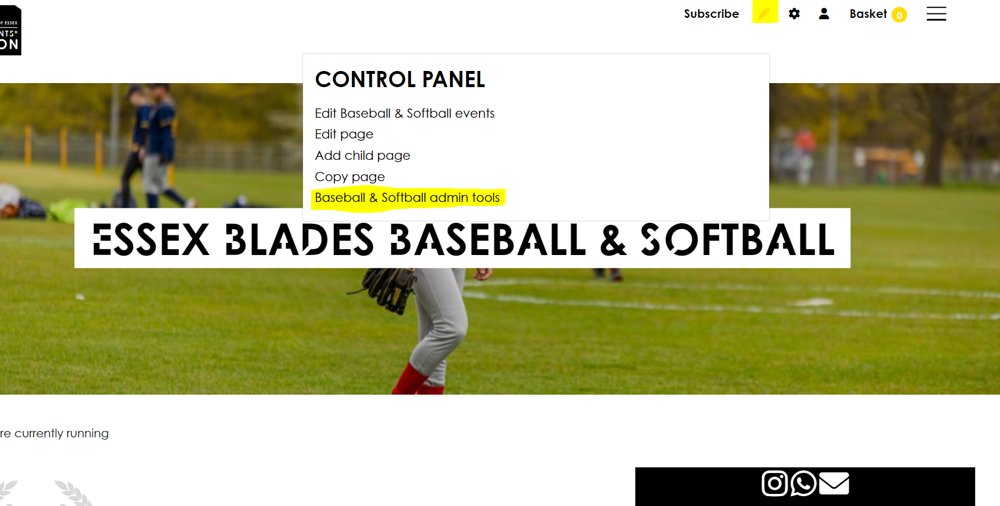 OF ESSEX
NTS*
ON
Subscribe
Basket 0
CONTROL PANEL
Edit Baseball & Softball events
Edit page
Add child page
Copy page
Baseball & Softball admin tools
ESSEX BLADES BASEBALL & SOFTBALL
re currently running